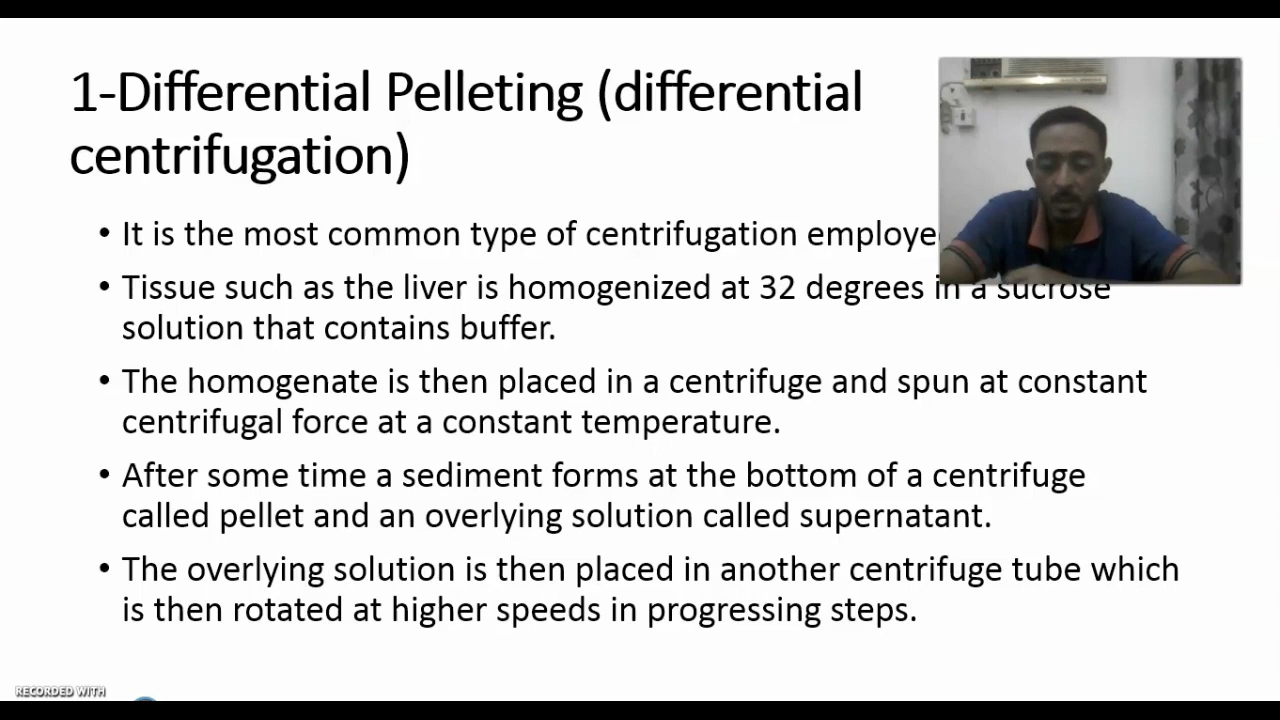 1-Differential Pelleting (differential
centrifugation)
• It is the most common type of centrifugation
• Tissue such as the liver is homogenized at 32 degrees in a sucrose
solution that contains buffer.
• The homogenate is then placed in a centrifuge and spun at constant
centrifugal force at a constant temperature.
• After some time a sediment forms at the bottom of a centrifuge
called pellet and an overlying solution called supernatant.
• The overlying solution is then placed in another centrifuge tube which
is then rotated at higher speeds in progressing steps.
RECORDED WITH